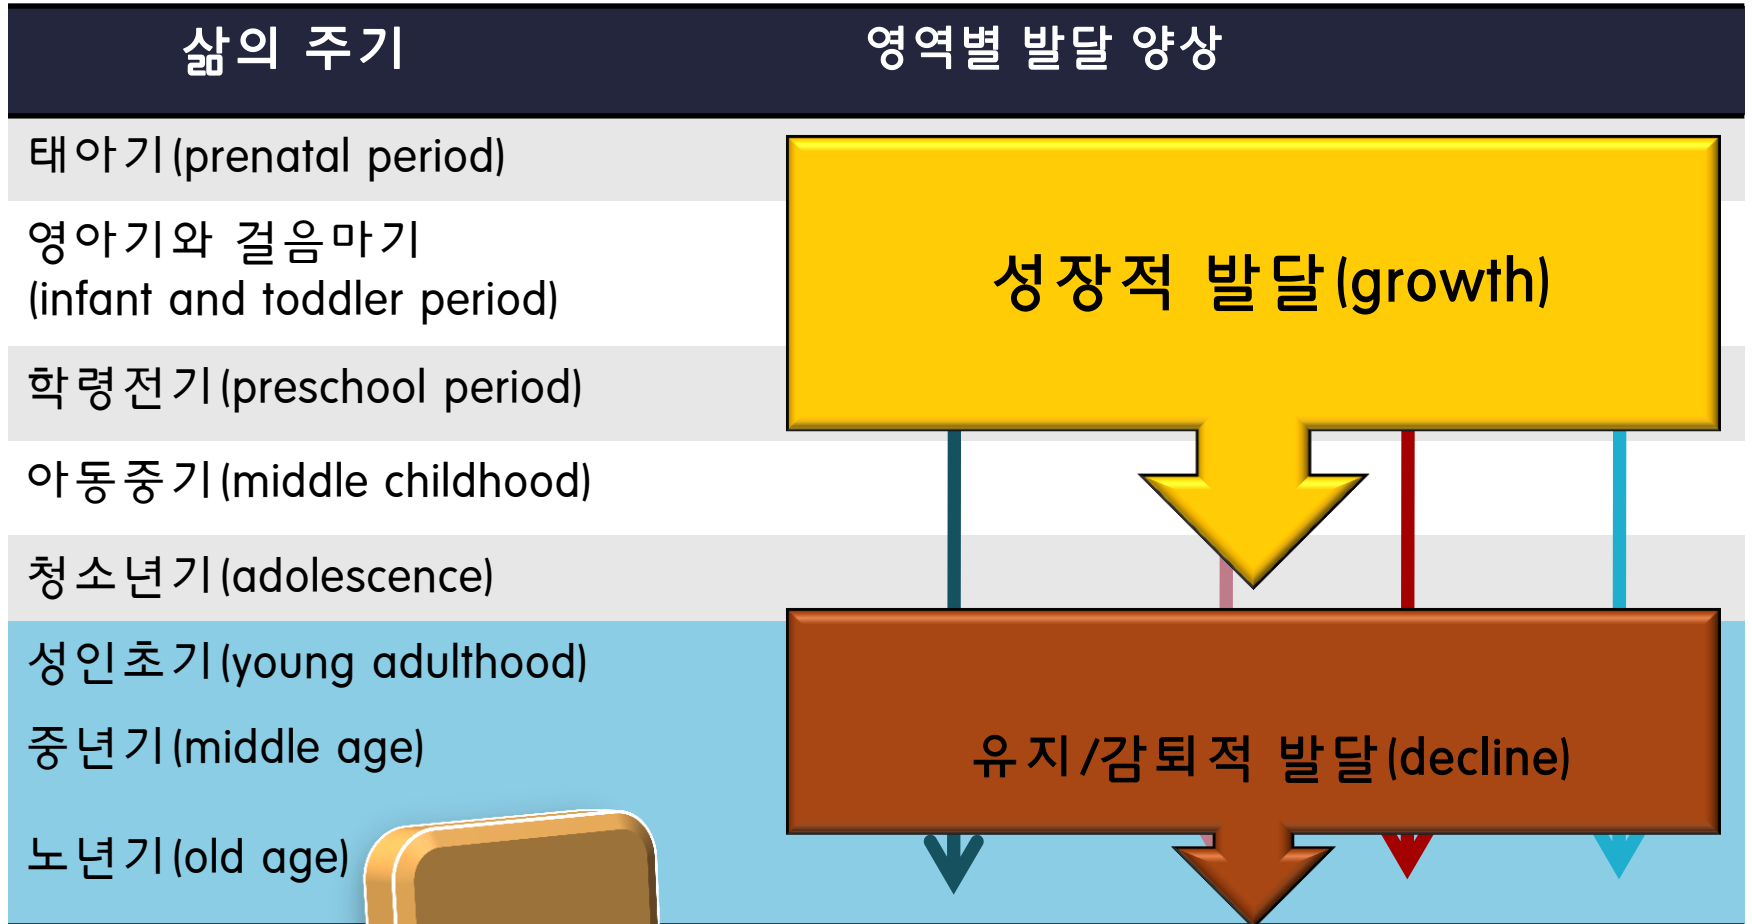 삶의 주기
영역별 발달 양상
태아기(prenatal period)
영아기와 걸음마기
(infant and toddler period)
학령전기(preschool period)
아동중기(middle childhood)
청소년기(adolescence)
성인초기(young adulthood)
중년기(middle age)
노년기(old age)
성장적 발달(growth)
유지/감퇴적 발달(decline)